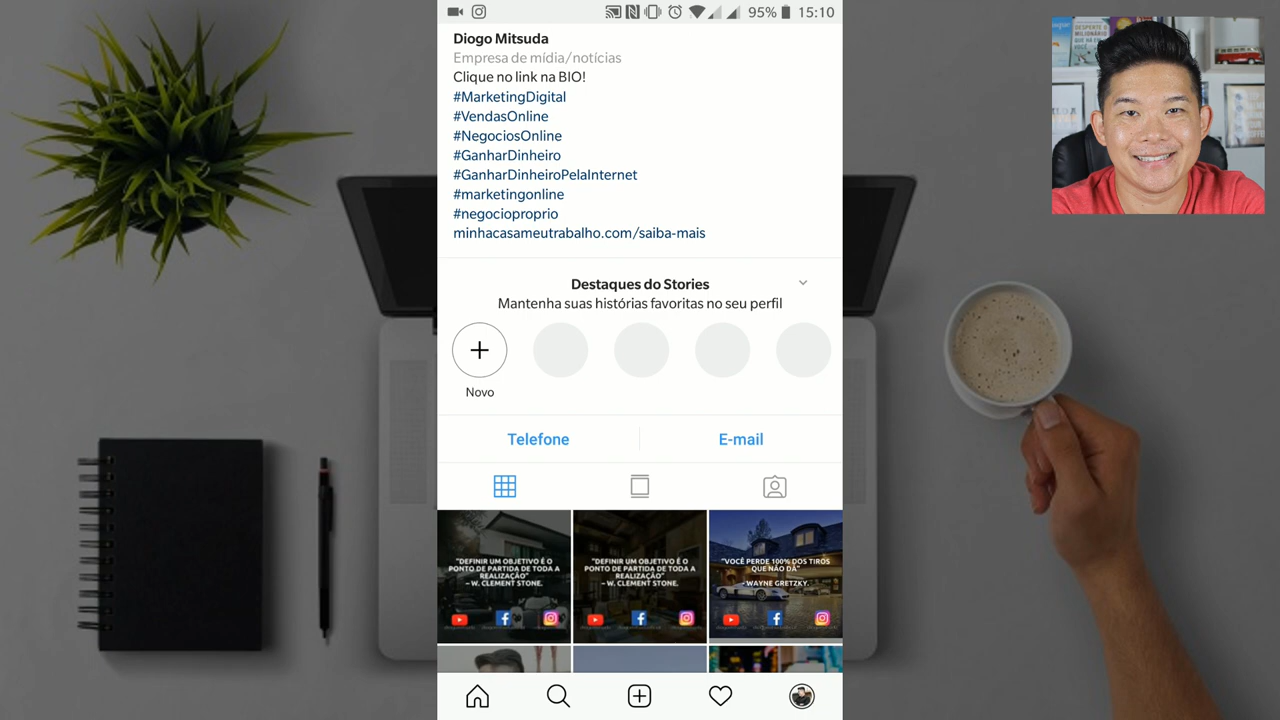 95% 15:10
Diogo Mitsuda
Empresa de mídia/notícias
Clique no link na BIO!
#MarketingDigital
#VendasOnline
#NegociosOnline
#GanharDinheiro
#GanharDinheiroPelaInternet
#marketingonline
#negocioproprio
minhacasameutrabalho.com/saiba-mais
Destaques do Stories
Mantenha suas histórias favoritas no seu perfil
Novo
Telefone
E-mail
"DEFINIR UM OBJETIVO É O
PONTO DE PARTIDA DE TODA A
REALIZAÇÃO"
– W. CLEMENT STONE.
"DEFINIR UM OBJETIVO É O
PONTO DE PARTIDA DE TODA A
REALIZAÇÃO"
– W. CLEMENT STONE.
"VOCÊ PERDE 100% DOS TIROS
QUE NÃO DÁ"
- WAYNE GRETZKY.